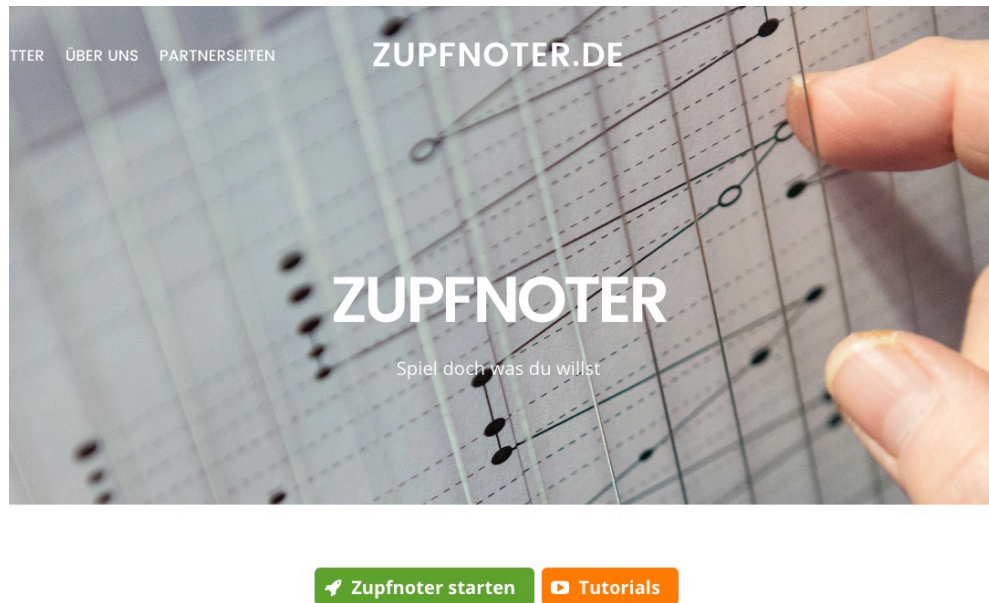 TTER ÜBER UNS PARTNERSEITEN ZUPFNOTER.DE
ZUPFNOTER
Spiel doch was du willst
Zupfnoter starten Tutorials